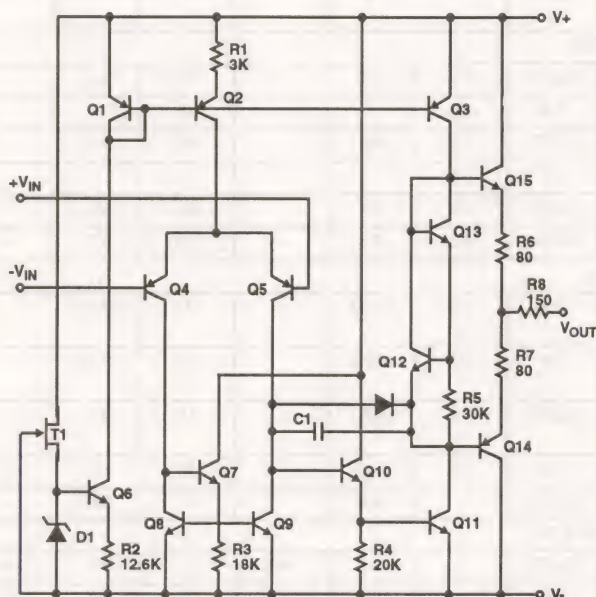 V+
R1
3K
Q1
Q2
Q3
+VIN
Q15
Q13
R6
80
-VIN
Q4
Q5
R8
150
VOUT
Q12
R7
80
C1
R5
30K
T1
Q14
Q7
Q10
Q6
Q8
Q9
Q11
D1
R2
12.6K
R3
18K
R4
20K